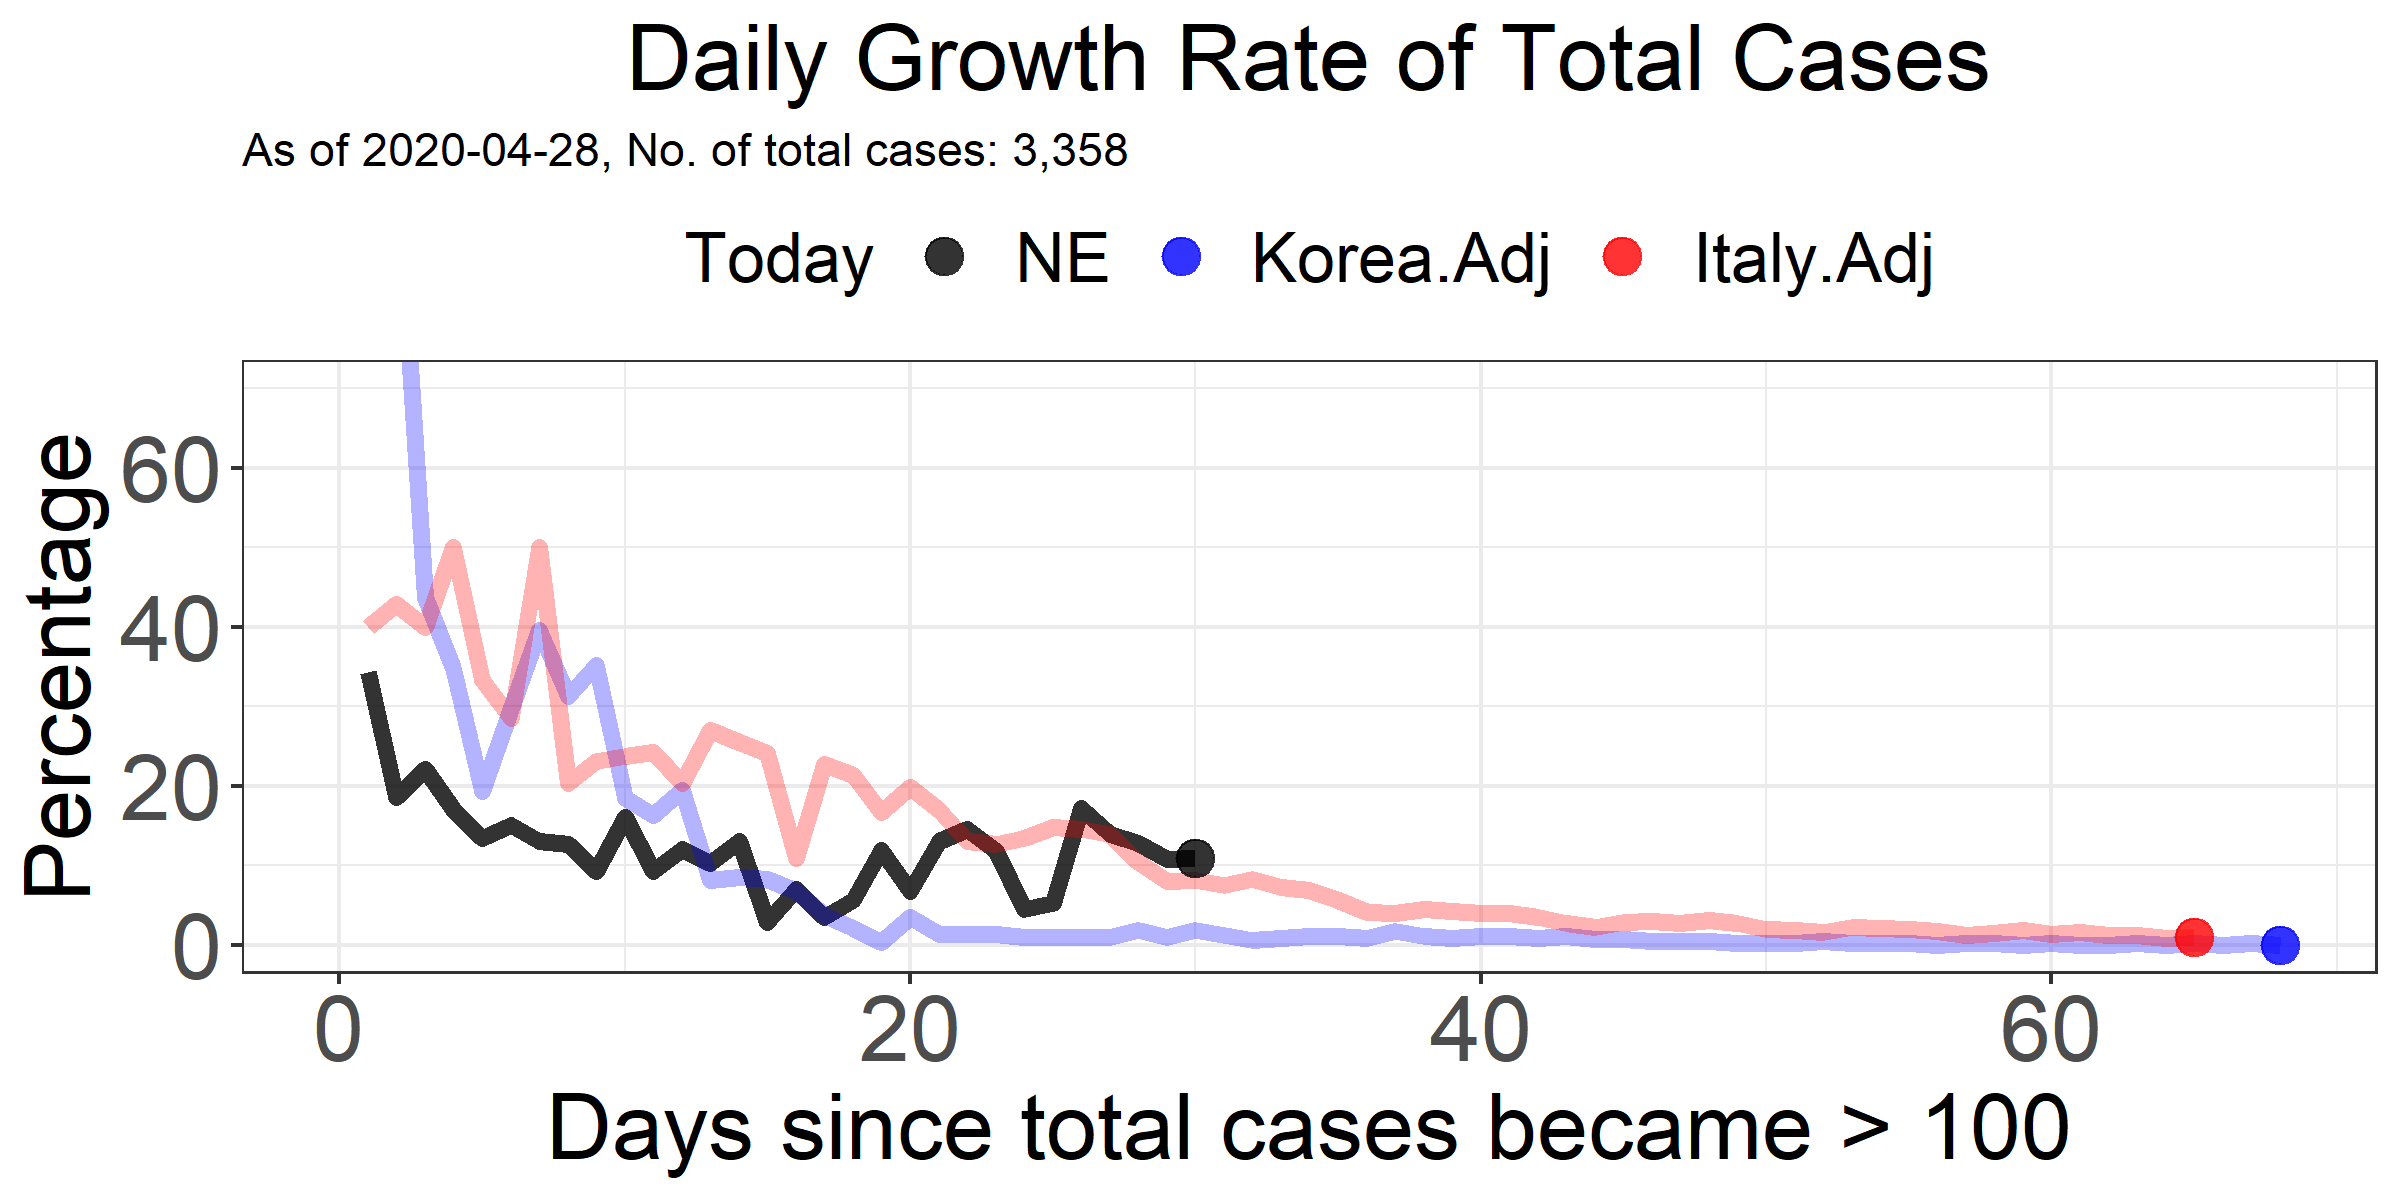 Daily Growth Rate of Total Cases
As of 2020-04-28, No. of total cases: 3,358
Today NE Korea.Adj Italy.Adj
Percentage
60
40
20
0
0 20 40 60
Days since total cases became > 100